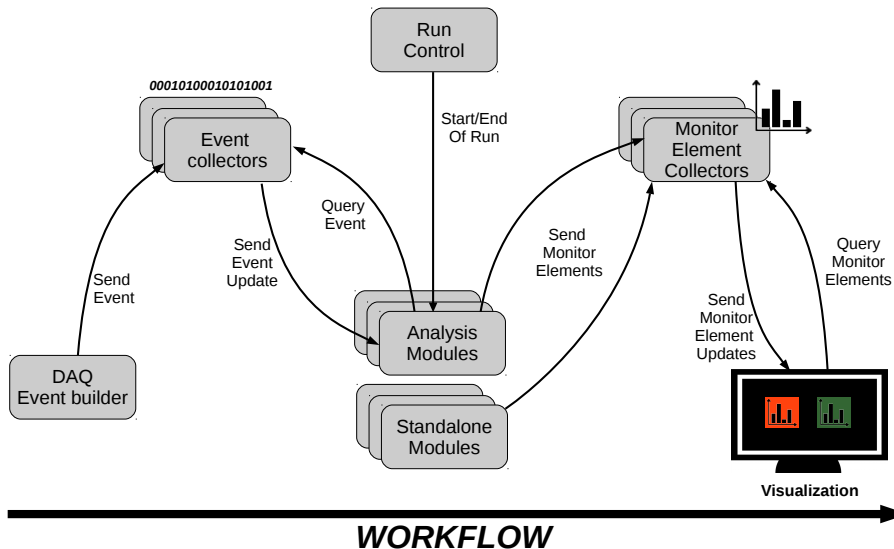 Run
Control
00010100010101001
Event
collectors
Start/End
Of Run
Monitor
Element
Collectors
Query
Event
Send
Event
Update
Send
Monitor
Elements
Query
Monitor
Elements
Send
Event
Send
Monitor
Element
Updates
Analysis
Modules
DAQ
Event builder
Standalone
Modules
Visualization
WORKFLOW